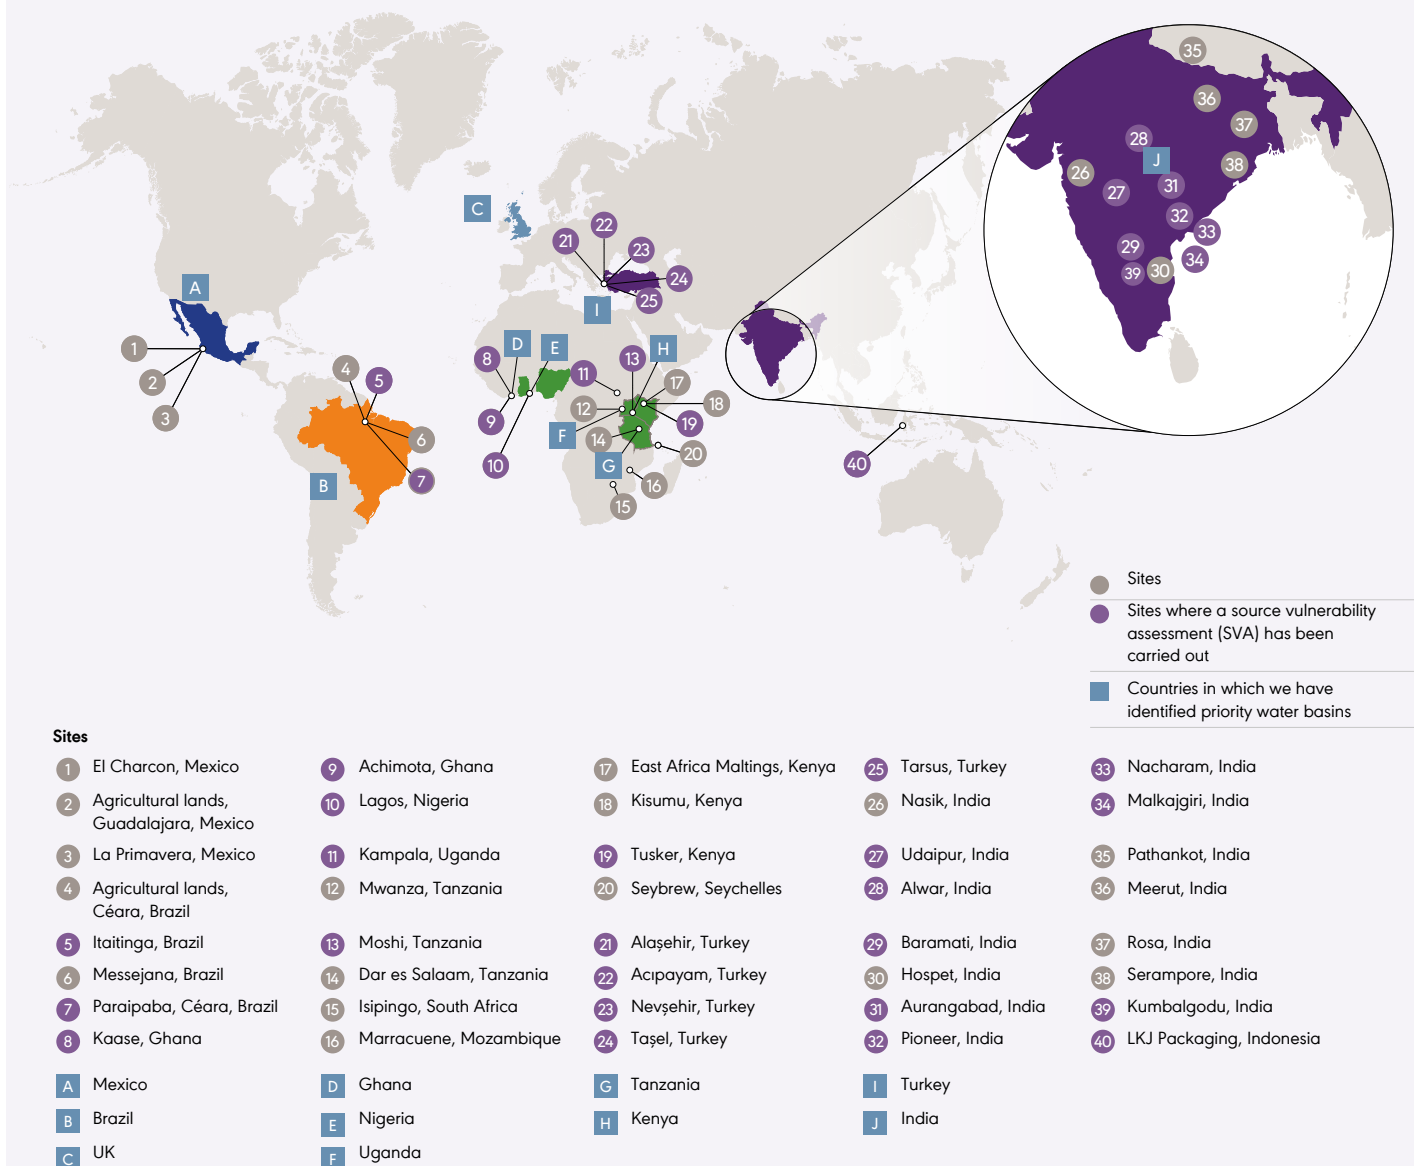 35
36
37
28
J
38
26
31
27
32
33
29
34
39
30
C
22
21
23
24
25
I
A
1
2
3
4
5
6
7
B
D
E
H
8
13
11
17
12
18
9
19
F
14
20
10
G
16
15
40
Sites
Sites where a source vulnerability
assessment (SVA) has been
carried out
Countries in which we have
identified priority water basins
Sites
1 El Charcon, Mexico
2 Agricultural lands,
Guadalajara, Mexico
3 La Primavera, Mexico
4 Agricultural lands,
Céara, Brazil
5 Itaitinga, Brazil
6 Messejana, Brazil
7 Paraipaba, Céara, Brazil
8 Kaase, Ghana
9 Achimota, Ghana
10 Lagos, Nigeria
11 Kampala, Uganda
12 Mwanza, Tanzania
13 Moshi, Tanzania
14 Dar es Salaam, Tanzania
15 Isipingo, South Africa
16 Marracuene, Mozambique
17 East Africa Maltings, Kenya
18 Kisumu, Kenya
19 Tusker, Kenya
20 Seybrew, Seychelles
21 Alaşehir, Turkey
22 Acıpayam, Turkey
23 Nevşehir, Turkey
24 Taşel, Turkey
25 Tarsus, Turkey
26 Nasik, India
27 Udaipur, India
28 Alwar, India
29 Baramati, India
30 Hospet, India
31 Aurangabad, India
32 Pioneer, India
33 Nacharam, India
34 Malkajgiri, India
35 Pathankot, India
36 Meerut, India
37 Rosa, India
38 Serampore, India
39 Kumbalgodu, India
40 LKJ Packaging, Indonesia
A Mexico
B Brazil
C UK
D Ghana
E Nigeria
F Uganda
G Tanzania
H Kenya
I Turkey
J India